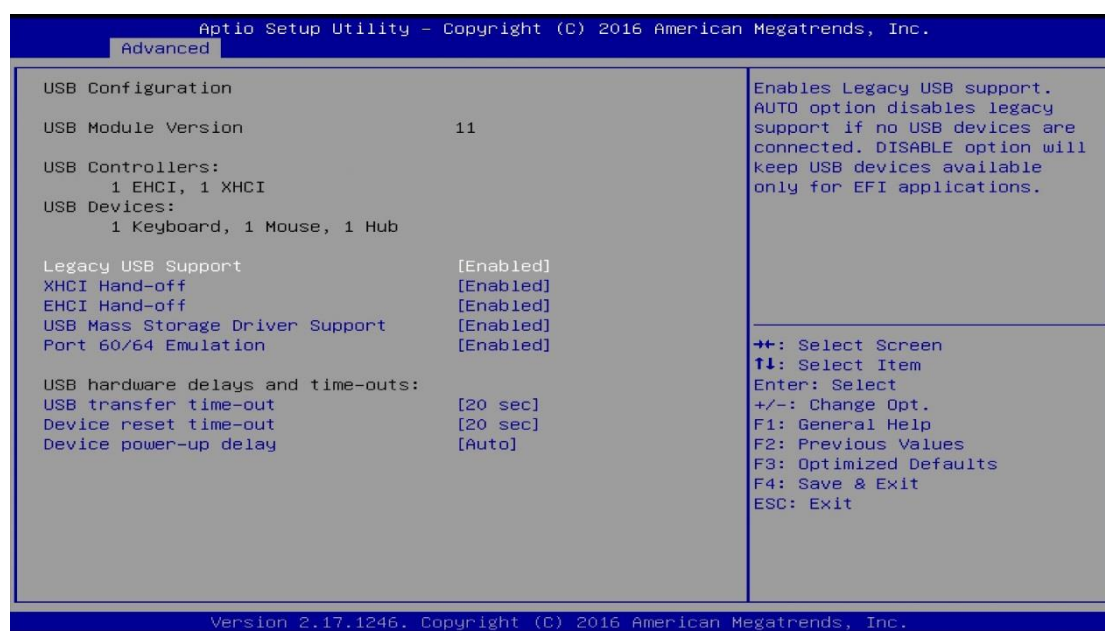 Aptio Setup Utility – Copyright (C) 2016 American Megatrends, Inc.
Advanced
USB Configuration
USB Module Version 11
USB Controllers:
1 EHCI, 1 XHCI
USB Devices:
1 Keyboard, 1 Mouse, 1 Hub
Legacy USB Support [Enabled]
XHCI Hand-off [Enabled]
EHCI Hand-off [Enabled]
USB Mass Storage Driver Support [Enabled]
Port 60/64 Emulation [Enabled]
USB hardware delays and time-outs:
USB transfer time-out [20 sec]
Device reset time-out [20 sec]
Device power-up delay [Auto]
Enables Legacy USB support.
AUTO option disables legacy
support if no USB devices are
connected. DISABLE option will
keep USB devices available
only for EFI applications.
→←: Select Screen
↑↓: Select Item
Enter: Select
+/-: Change Opt.
F1: General Help
F2: Previous Values
F3: Optimized Defaults
F4: Save & Exit
ESC: Exit
Version 2.17.1246. Copyright (C) 2016 American Megatrends, Inc.